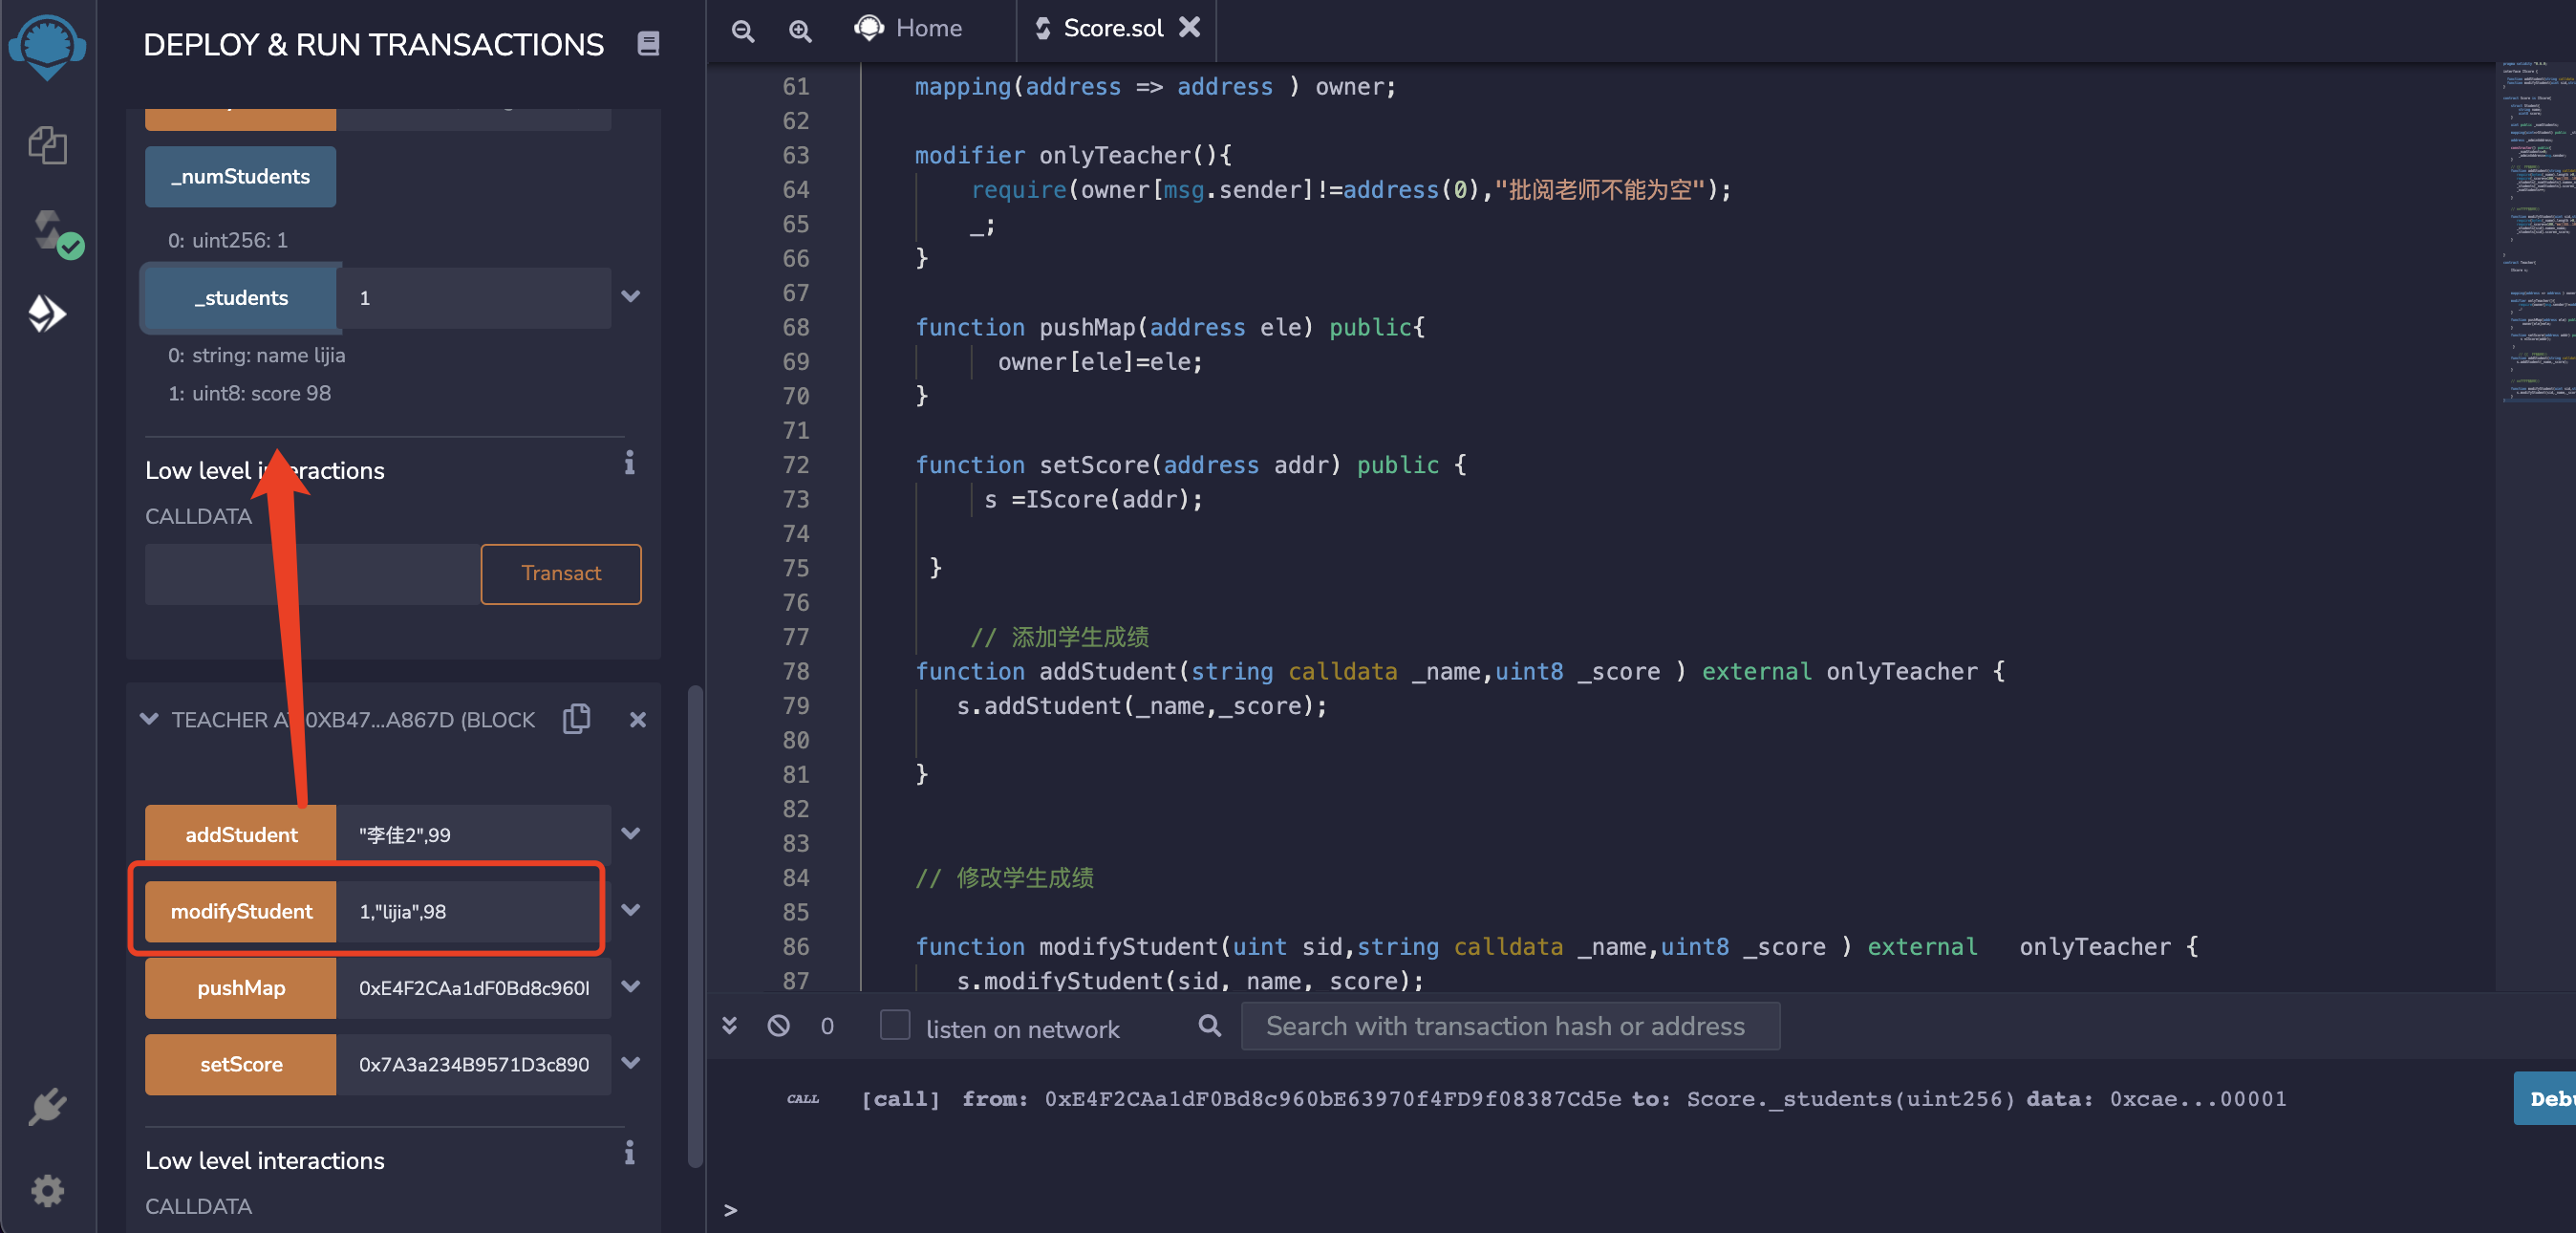 DEPLOY & RUN TRANSACTIONS
_numStudents
0: uint256: 1
_students 1
0: string: name lijia
1: uint8: score 98
Low level interactions
CALLDATA
Transact
TEACHER AT 0XB47...A867D (BLOCK
addStudent "李佳2",99
modifyStudent 1,"lijia",98
pushMap 0xE4F2CAa1dF0Bd8c960
setScore 0x7A3a234B9571D3c890
Low level interactions
CALLDATA
Home
Score.sol
61 mapping(address => address ) owner;
62
63 modifier onlyTeacher(){
64 require(owner[msg.sender]!=address(0),"批阅老师不能为空");
65 _;
66 }
67
68 function pushMap(address ele) public{
69 owner[ele]=ele;
70 }
71
72 function setScore(address addr) public {
73 s =IScore(addr);
74
75 }
76
77 // 添加学生成绩
78 function addStudent(string calldata _name,uint8 _score ) external onlyTeacher {
79 s.addStudent(_name,_score);
80
81 }
82
83
84 // 修改学生成绩
85
86 function modifyStudent(uint sid,string calldata _name,uint8 _score ) external onlyTeacher {
87 s.modifyStudent(sid,_name,_score);
0
listen on network
Search with transaction hash or address
CALL [call] from: 0xE4F2CAa1dF0Bd8c960bE63970f4FD9f08387Cd5e to: Score._students(uint256) data: 0xcae...00001
Deb
>